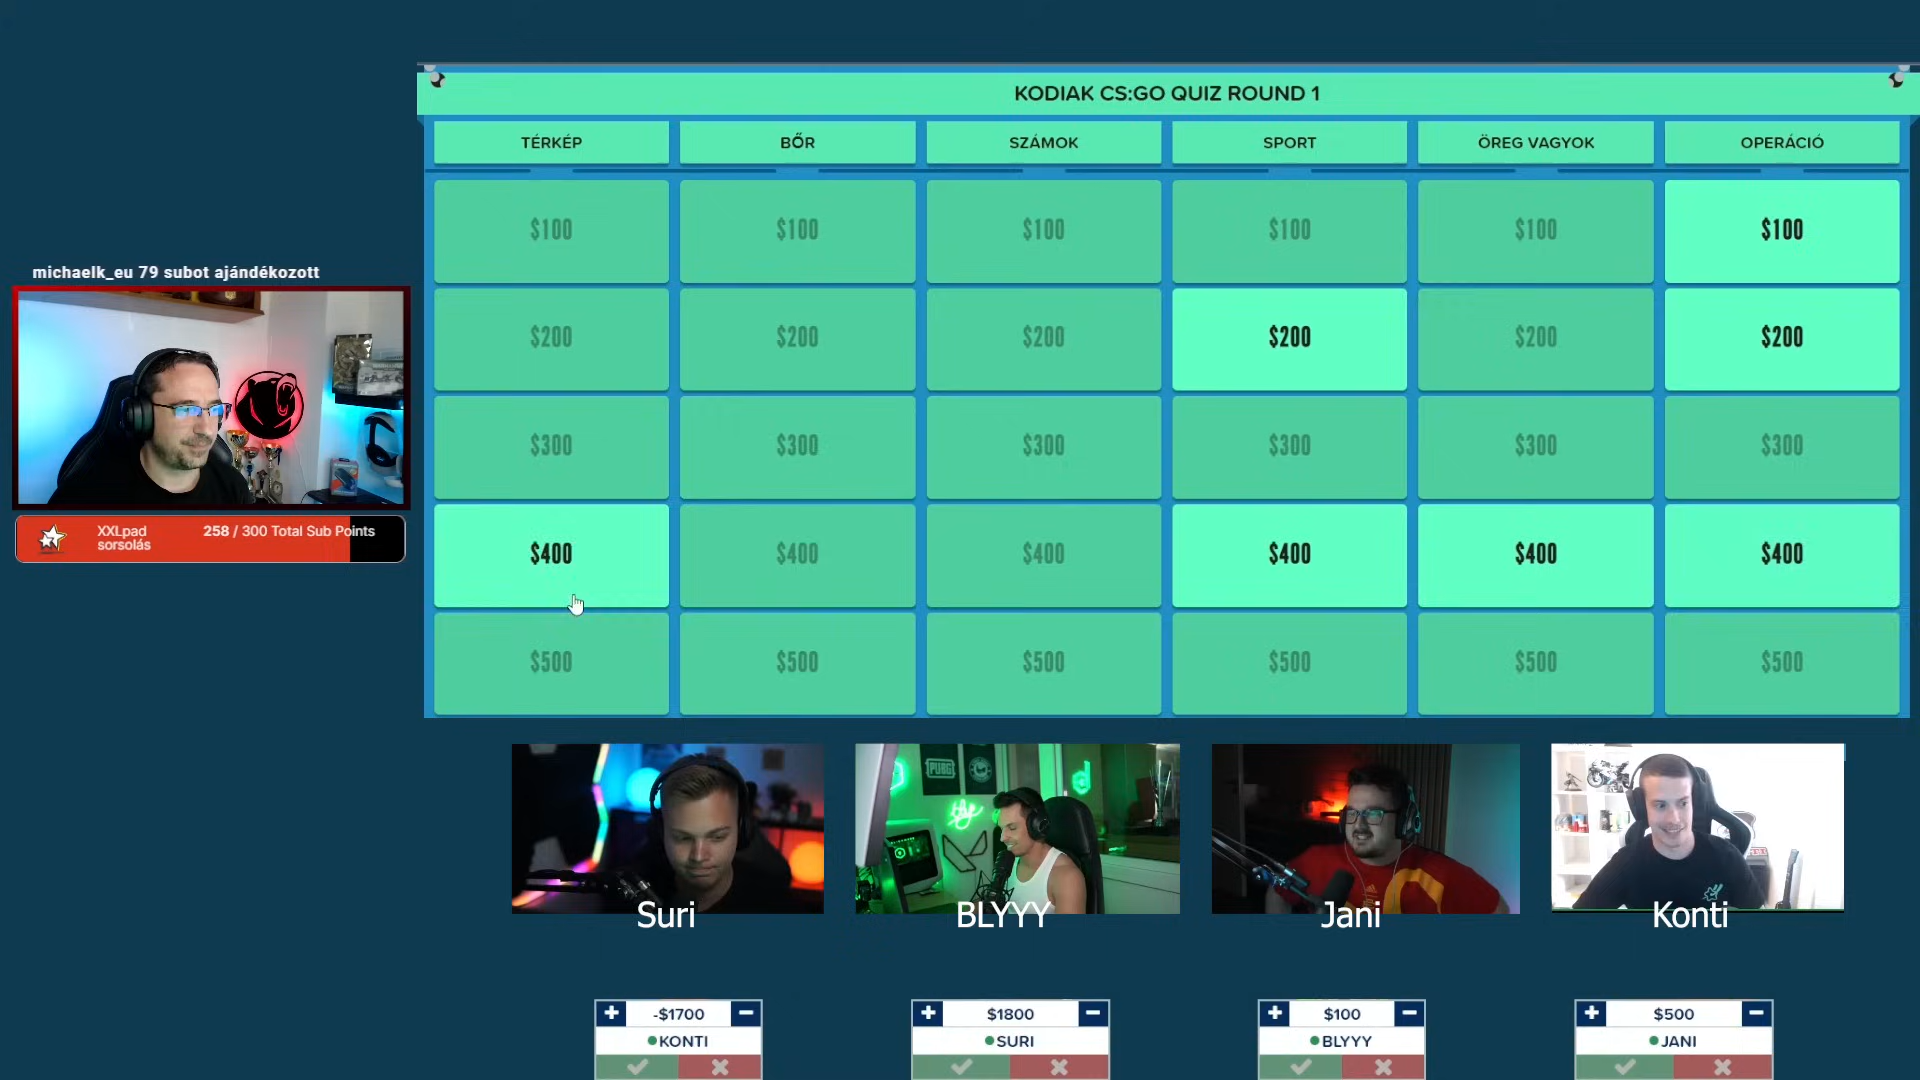 KODIAK CS:GO QUIZ ROUND 1
TÉRKÉP BŐR SZÁMOK SPORT ÖREG VAGYOK OPERÁCIÓ
$100 $100 $100 $100 $100 $100
$200 $200 $200 $200 $200 $200
$300 $300 $300 $300 $300 $300
$400 $400 $400 $400 $400 $400
$500 $500 $500 $500 $500 $500
michaelk_eu 79 subot ajándékozott
XXLpad
sorsolás
258 / 300 Total Sub Points
PUBG
Suri BLYYY Jani Konti
-$1700 $1800 $100 $500
KONTI SURI BLYYY JANI